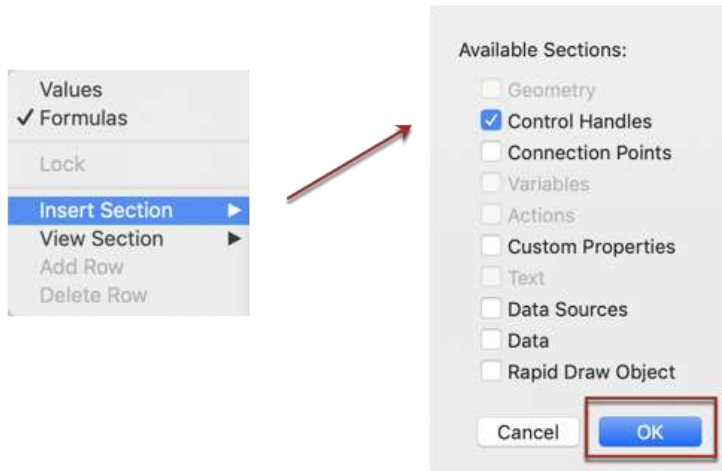 Values
✓ Formulas
Lock
Insert Section
View Section
Add Row
Delete Row
Available Sections:
Geometry
Control Handles
Connection Points
Variables
Actions
Custom Properties
Text
Data Sources
Data
Rapid Draw Object
Cancel OK